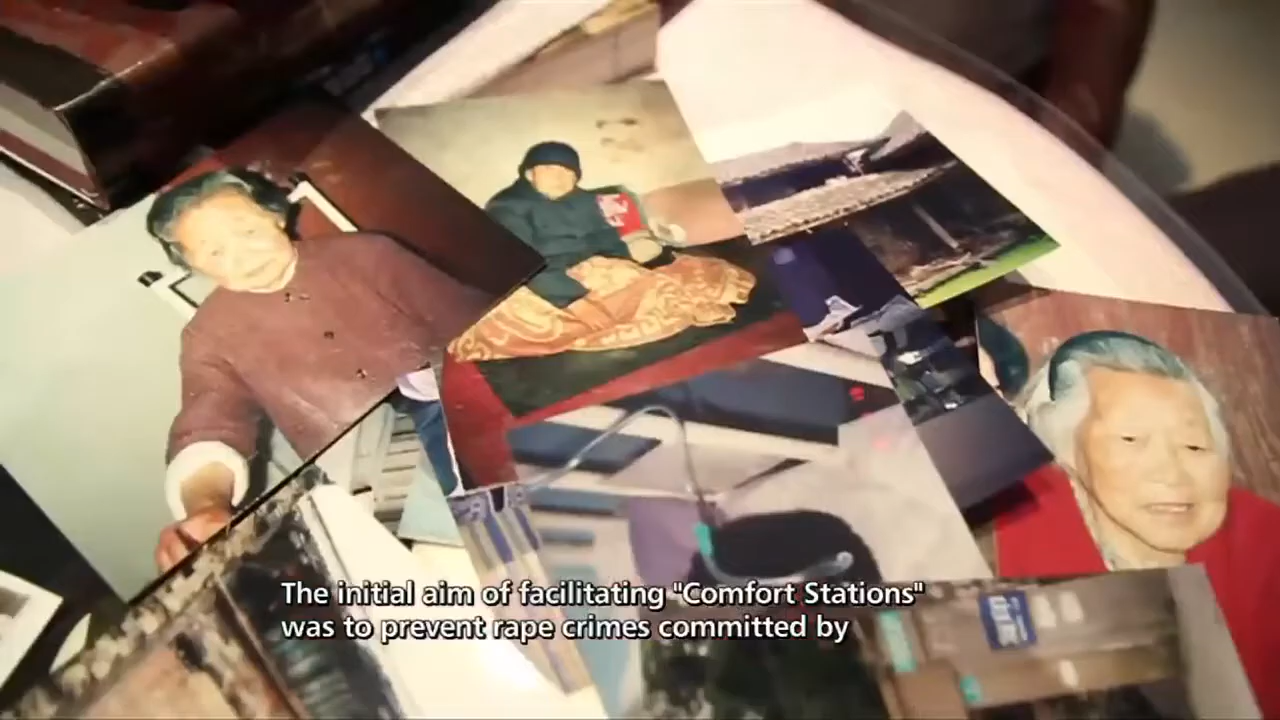 The initial aim of facilitating "Comfort Stations"
was to prevent rape crimes committed by